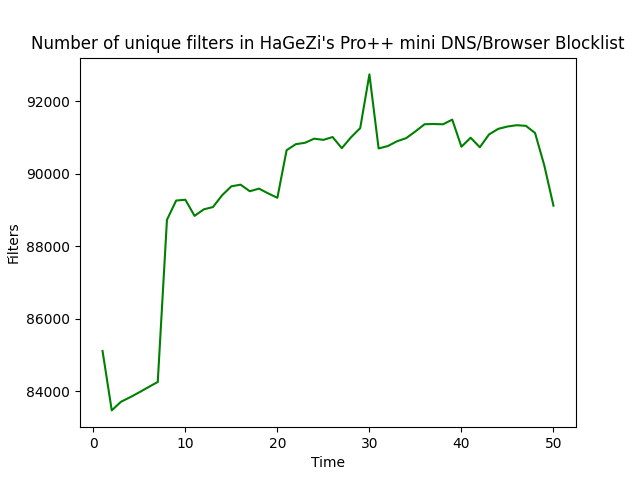 Number of unique filters in HaGeZi's Pro++ mini DNS/Browser Blocklist
92000
90000
88000
86000
84000
Filters
0 10 20 30 40 50
Time